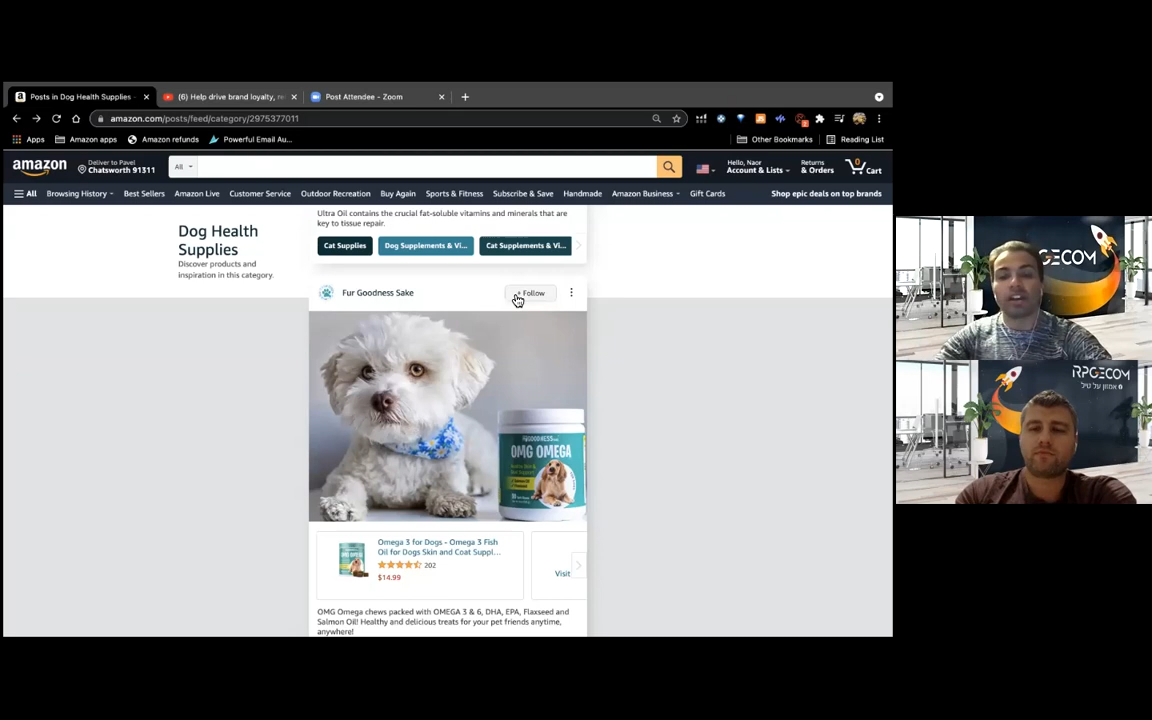 Posts in Dog Health Supplies
(6) Help drive brand loyalty, re
Post Attendee - Zoom
amazon.com/posts/feed/category/2975377011
Apps
Amazon apps
Amazon refunds
Powerful Email Au...
Other Bookmarks
Reading List
amazon
Deliver to Pavel
Chatsworth 91311
All
Hello, Naor
Account & Lists
Returns
& Orders
0
Cart
All
Browsing History
Best Sellers
Amazon Live
Customer Service
Outdoor Recreation
Buy Again
Sports & Fitness
Subscribe & Save
Handmade
Amazon Business
Gift Cards
Shop epic deals on top brands
Dog Health
Supplies
Discover products and
inspiration in this category.
Ultra Oil contains the crucial fat-soluble vitamins and minerals that are
key to tissue repair.
Cat Supplies
Dog Supplements & Vi...
Cat Supplements & Vi...
Fur Goodness Sake
Follow
OMG OMEGA
Omega 3 for Dogs - Omega 3 Fish
Oil for Dogs Skin and Coat Suppl...
202
$14.99
Visit
OMG Omega chews packed with OMEGA 3 & 6, DHA, EPA, Flaxseed and
Salmon Oil! Healthy and delicious treats for your pet friends anytime,
anywhere!
GECOM
RPGECOM
אמזון על טיל